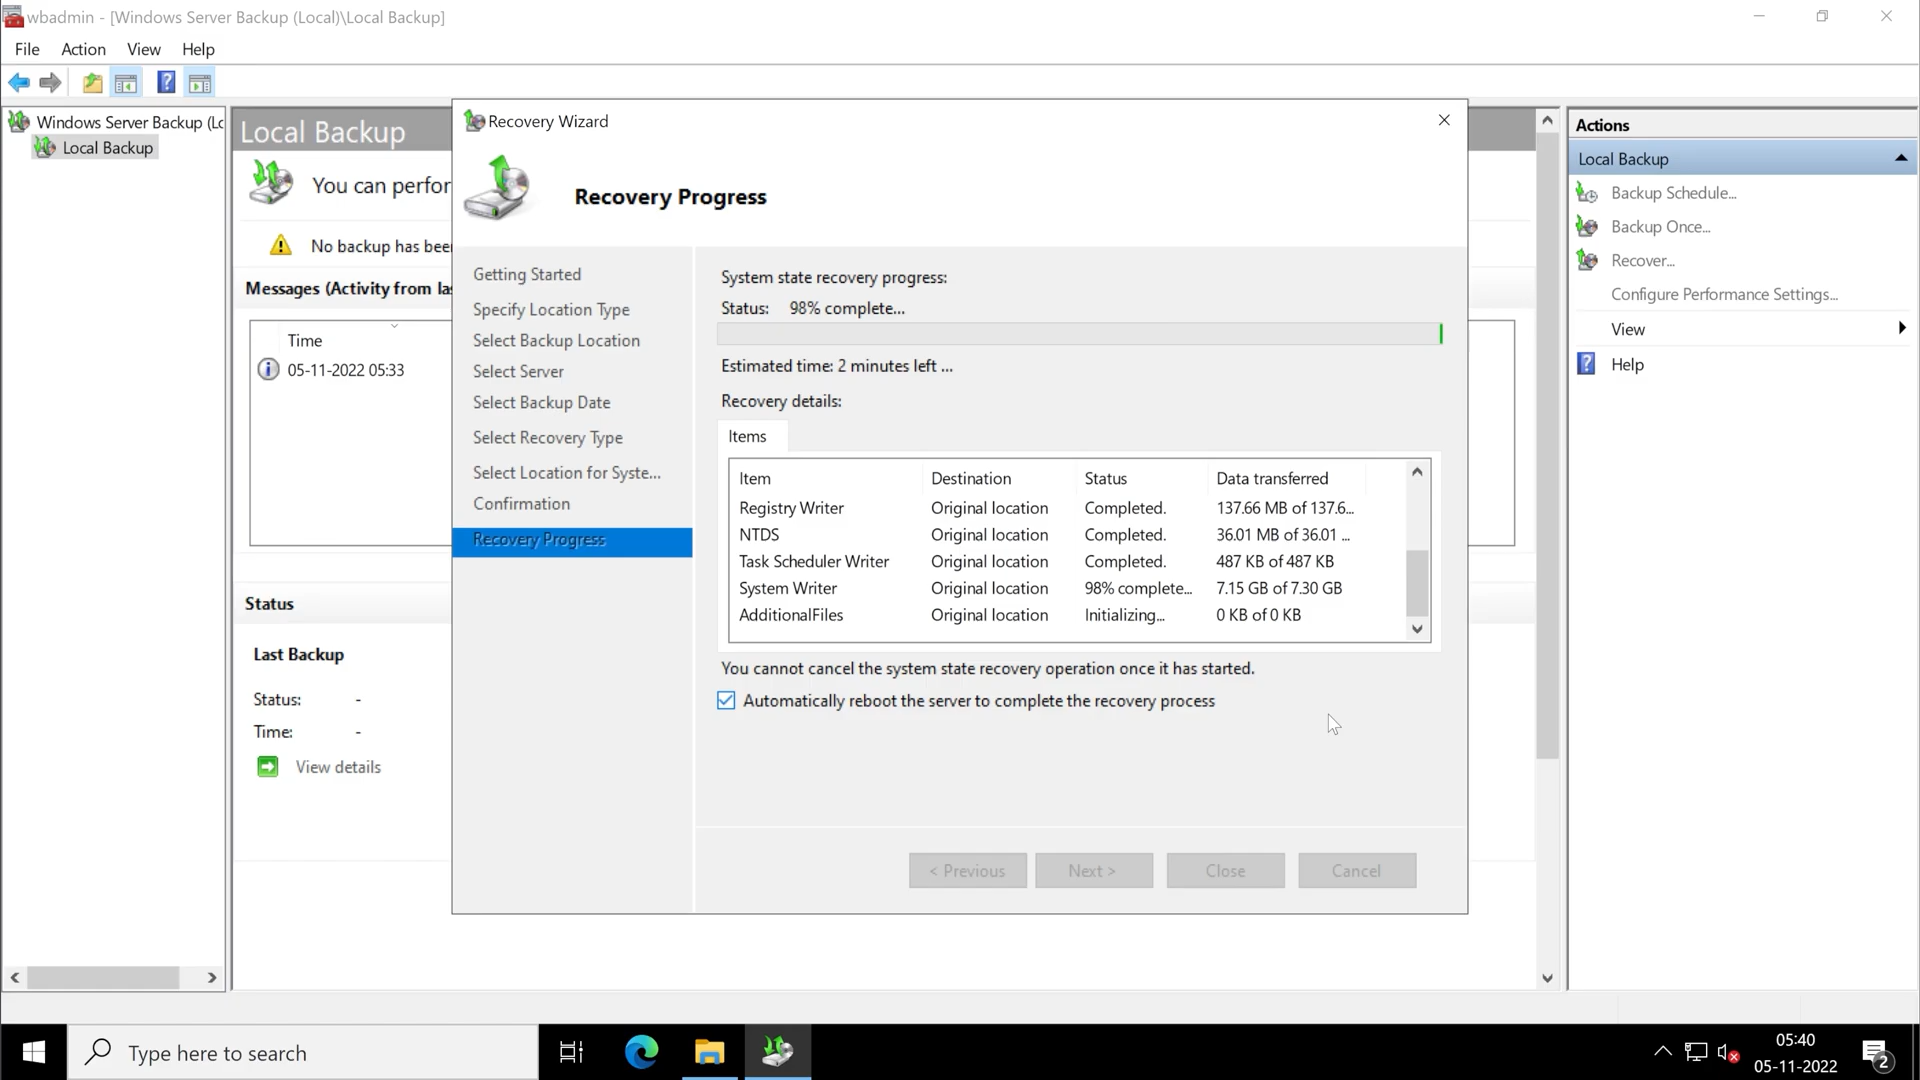 wbadmin - [Windows Server Backup (Local)\Local Backup]
File Action View Help
Windows Server Backup (Lo
Local Backup
Local Backup
You can perfor
No backup has bee
Messages (Activity from las
Time
05-11-2022 05:33
Status
Last Backup
Status: -
Time: -
View details
Recovery Wizard
Recovery Progress
Getting Started
Specify Location Type
Select Backup Location
Select Server
Select Backup Date
Select Recovery Type
Select Location for Syste...
Confirmation
Recovery Progress
System state recovery progress:
Status: 98% complete...
Estimated time: 2 minutes left ...
Recovery details:
Items
Item Destination Status Data transferred
Registry Writer Original location Completed. 137.66 MB of 137.6...
NTDS Original location Completed. 36.01 MB of 36.01 ...
Task Scheduler Writer Original location Completed. 487 KB of 487 KB
System Writer Original location 98% complete... 7.15 GB of 7.30 GB
AdditionalFiles Original location Initializing... 0 KB of 0 KB
You cannot cancel the system state recovery operation once it has started.
Automatically reboot the server to complete the recovery process
< Previous Next > Close Cancel
Actions
Local Backup
Backup Schedule...
Backup Once...
Recover...
Configure Performance Settings...
View
Help
Type here to search
05:40
05-11-2022
2